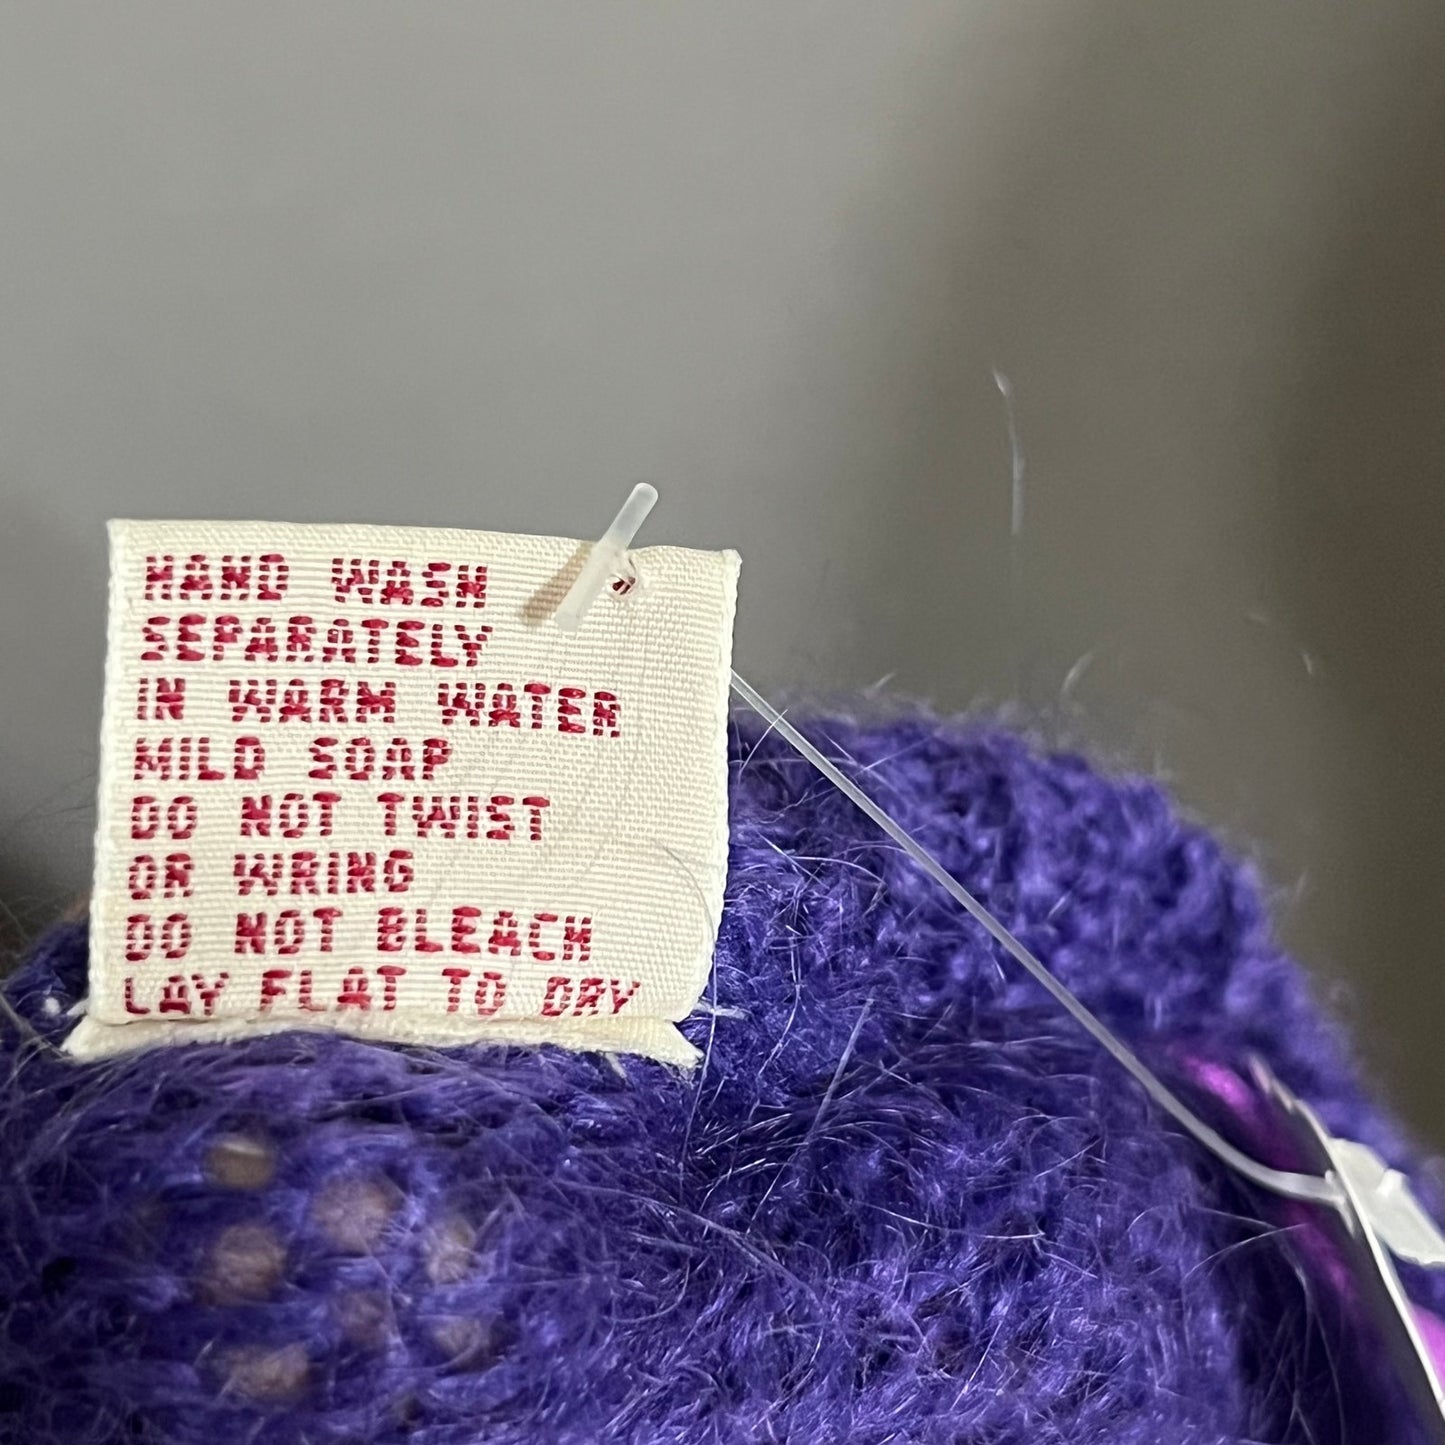 HAND WASH
SEPARATELY
IN WARM WATER
MILD SOAP
DO NOT TWIST
OR WRING
DO NOT BLEACH
LAY FLAT TO DRY